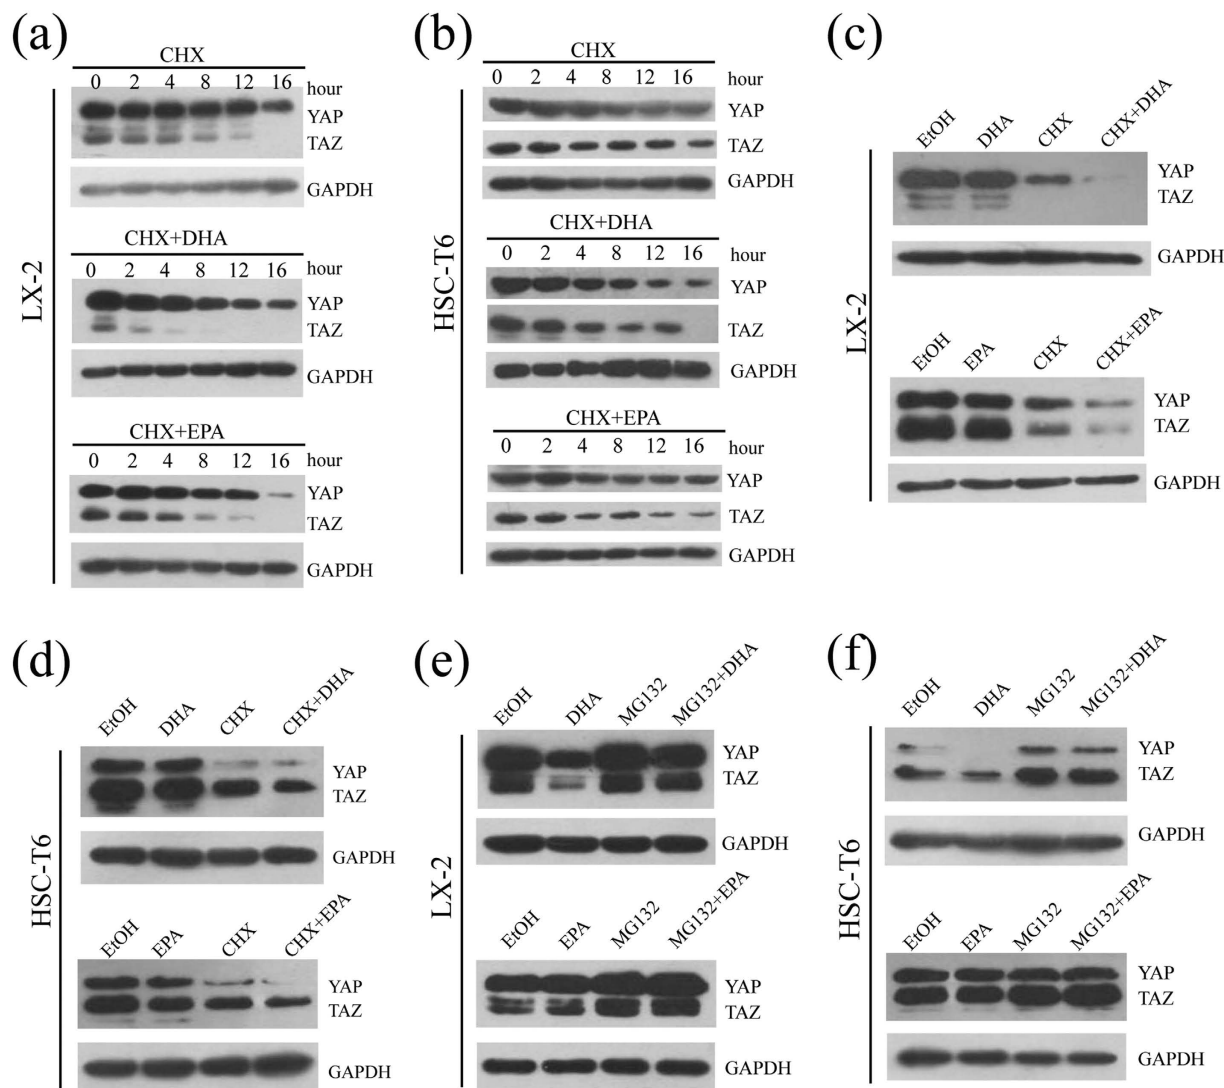 (a)
CHX
0 2 4 8 12 16 hour
YAP
TAZ
GAPDH
CHX+DHA
0 2 4 8 12 16 hour
YAP
TAZ
GAPDH
CHX+EPA
0 2 4 8 12 16 hour
YAP
TAZ
GAPDH
LX-2
(b)
CHX
0 2 4 8 12 16 hour
YAP
TAZ
GAPDH
CHX+DHA
0 2 4 8 12 16 hour
YAP
TAZ
GAPDH
CHX+EPA
0 2 4 8 12 16 hour
YAP
TAZ
GAPDH
HSC-T6
(c)
EtOH DHA CHX CHX+DHA
YAP
TAZ
GAPDH
EtOH EPA CHX CHX+EPA
YAP
TAZ
GAPDH
LX-2
(d)
EtOH DHA CHX CHX+DHA
YAP
TAZ
GAPDH
EtOH EPA CHX CHX+EPA
YAP
TAZ
GAPDH
HSC-T6
(e)
EtOH DHA MG132 MG132+DHA
YAP
TAZ
GAPDH
EtOH EPA MG132 MG132+EPA
YAP
TAZ
GAPDH
LX-2
(f)
EtOH DHA MG132 MG132+DHA
YAP
TAZ
GAPDH
EtOH EPA MG132 MG132+EPA
YAP
TAZ
GAPDH
HSC-T6